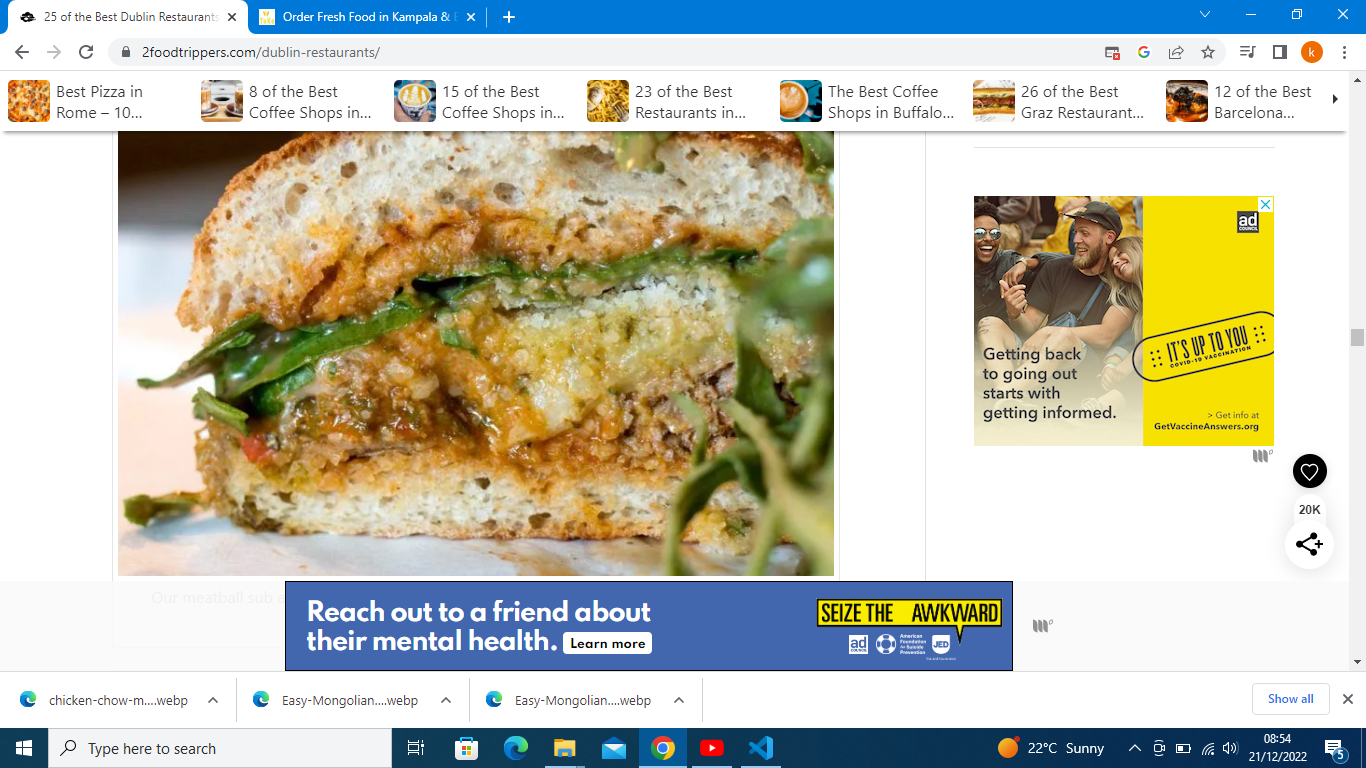 25 of the Best Dublin Restaurants
Order Fresh Food in Kampala &
2foodtrippers.com/dublin-restaurants/
k
Best Pizza in
Rome – 10...
8 of the Best
Coffee Shops in...
15 of the Best
Coffee Shops in...
23 of the Best
Restaurants in...
The Best Coffee
Shops in Buffalo...
26 of the Best
Graz Restaurant...
12 of the Best
Barcelona...
ad
COUNCIL
Getting back
to going out
starts with
getting informed.
IT'S UP TO YOU
COVID-19 VACCINATION
> Get info at
GetVaccineAnswers.org
20K
Our meatball sub
Reach out to a friend about
their mental health. Learn more
SEIZE THE AWKWARD
ad
COUNCIL
American
Foundation
for Suicide
Prevention
JED
chicken-chow-m....webp
Easy-Mongolian....webp
Easy-Mongolian....webp
Show all
Type here to search
22°C Sunny
08:54
21/12/2022
5